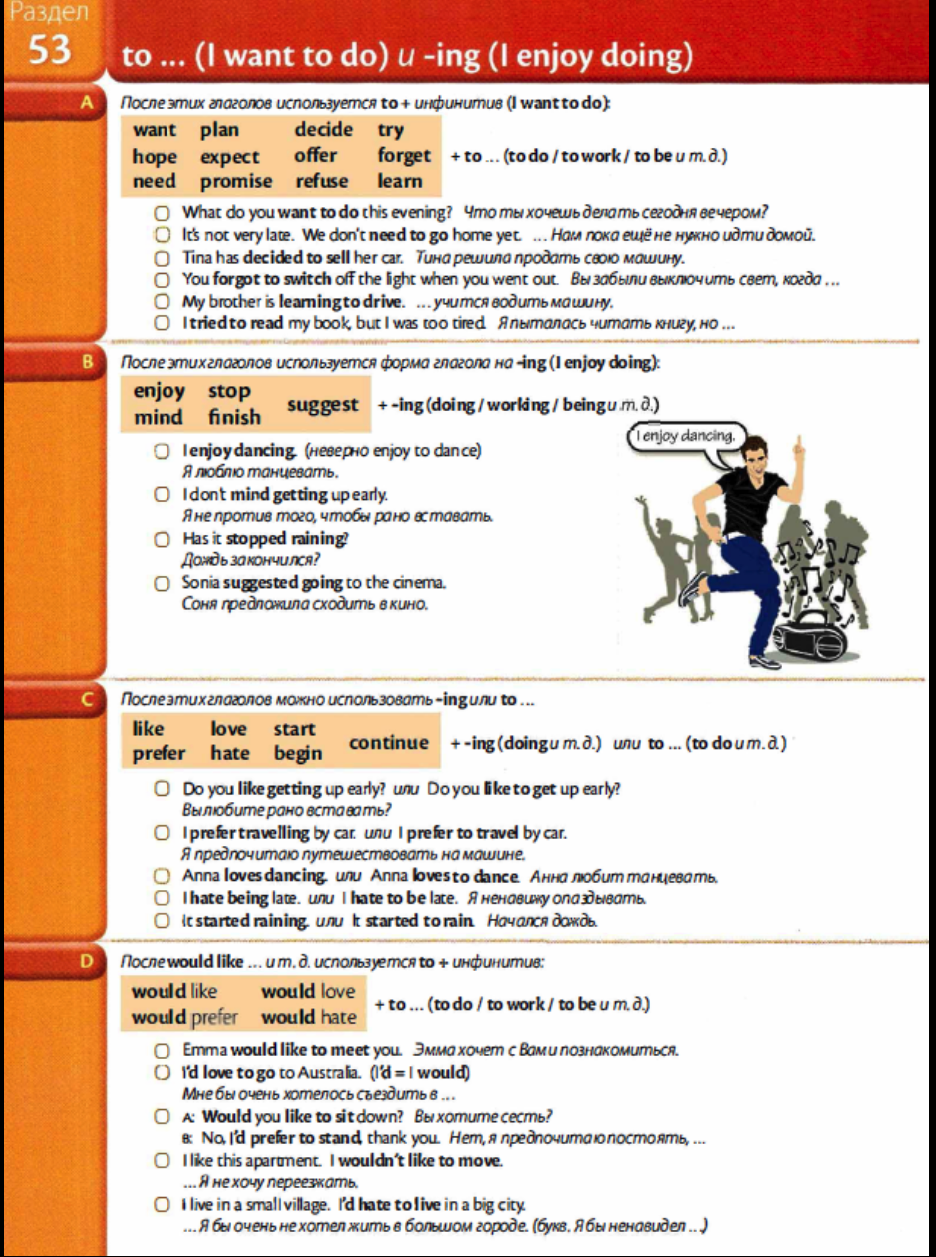 Раздел
53
to ... (I want to do) и -ing (I enjoy doing)
A
После этих глаголов используется to + инфинитив (I want to do):
want plan decide try
hope expect offer forget + to ... (to do / to work / to be и т. д.)
need promise refuse learn
What do you want to do this evening? Что ты хочешь делать сегодня вечером?
It's not very late. We don't need to go home yet. ... Нам пока ещё не нужно идти домой.
Tina has decided to sell her car. Тина решила продать свою машину.
You forgot to switch off the light when you went out. Вы забыли выключить свет, когда ...
My brother is learning to drive. ... учится водить машину.
I tried to read my book, but I was too tired. Я пыталась читать книгу, но ...
B
После этих глаголов используется форма глагола на -ing (I enjoy doing):
enjoy stop
mind finish suggest + -ing (doing / working / being и т. д.)
I enjoy dancing. (неверно enjoy to dance)
Я люблю танцевать.
I don't mind getting up early.
Я не против того, чтобы рано вставать.
Has it stopped raining?
Дождь закончился?
Sonia suggested going to the cinema.
Соня предложила сходить в кино.
I enjoy dancing.
C
После этих глаголов можно использовать -ing или to ...
like love start
prefer hate begin continue + -ing (doing и т. д.) или to ... (to do и т. д.)
Do you like getting up early? или Do you like to get up early?
Вы любите рано вставать?
I prefer travelling by car. или I prefer to travel by car.
Я предпочитаю путешествовать на машине.
Anna loves dancing. или Anna loves to dance. Анна любит танцевать.
I hate being late. или I hate to be late. Я ненавижу опаздывать.
It started raining. или It started to rain. Начался дождь.
D
После would like ... и т. д. используется to + инфинитив:
would like would love
would prefer would hate + to ... (to do / to work / to be и т. д.)
Emma would like to meet you. Эмма хочет с Вами познакомиться.
I'd love to go to Australia. (I'd = I would)
Мне бы очень хотелось съездить в ...
A: Would you like to sit down? Вы хотите сесть?
B: No, I'd prefer to stand, thank you. Нет, я предпочитаю постоять, ...
I like this apartment. I wouldn't like to move.
... Я не хочу переезжать.
I live in a small village. I'd hate to live in a big city.
... Я бы очень не хотел жить в большом городе. (букв. Я бы ненавидел ...)